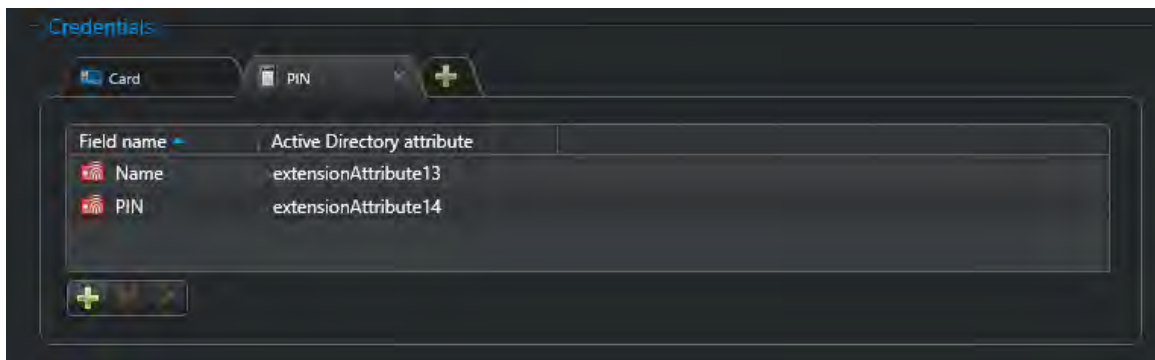 Credentials
Card PIN
Field name Active Directory attribute
Name extensionAttribute13
PIN extensionAttribute14